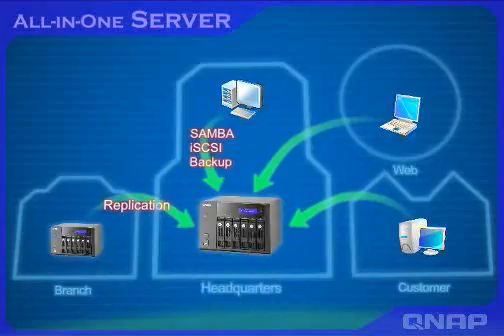 ALL-IN-ONE SERVER
SAMBA
iSCSI
Backup
Web
Replication
Branch
Headquarters
Customer
QNAP